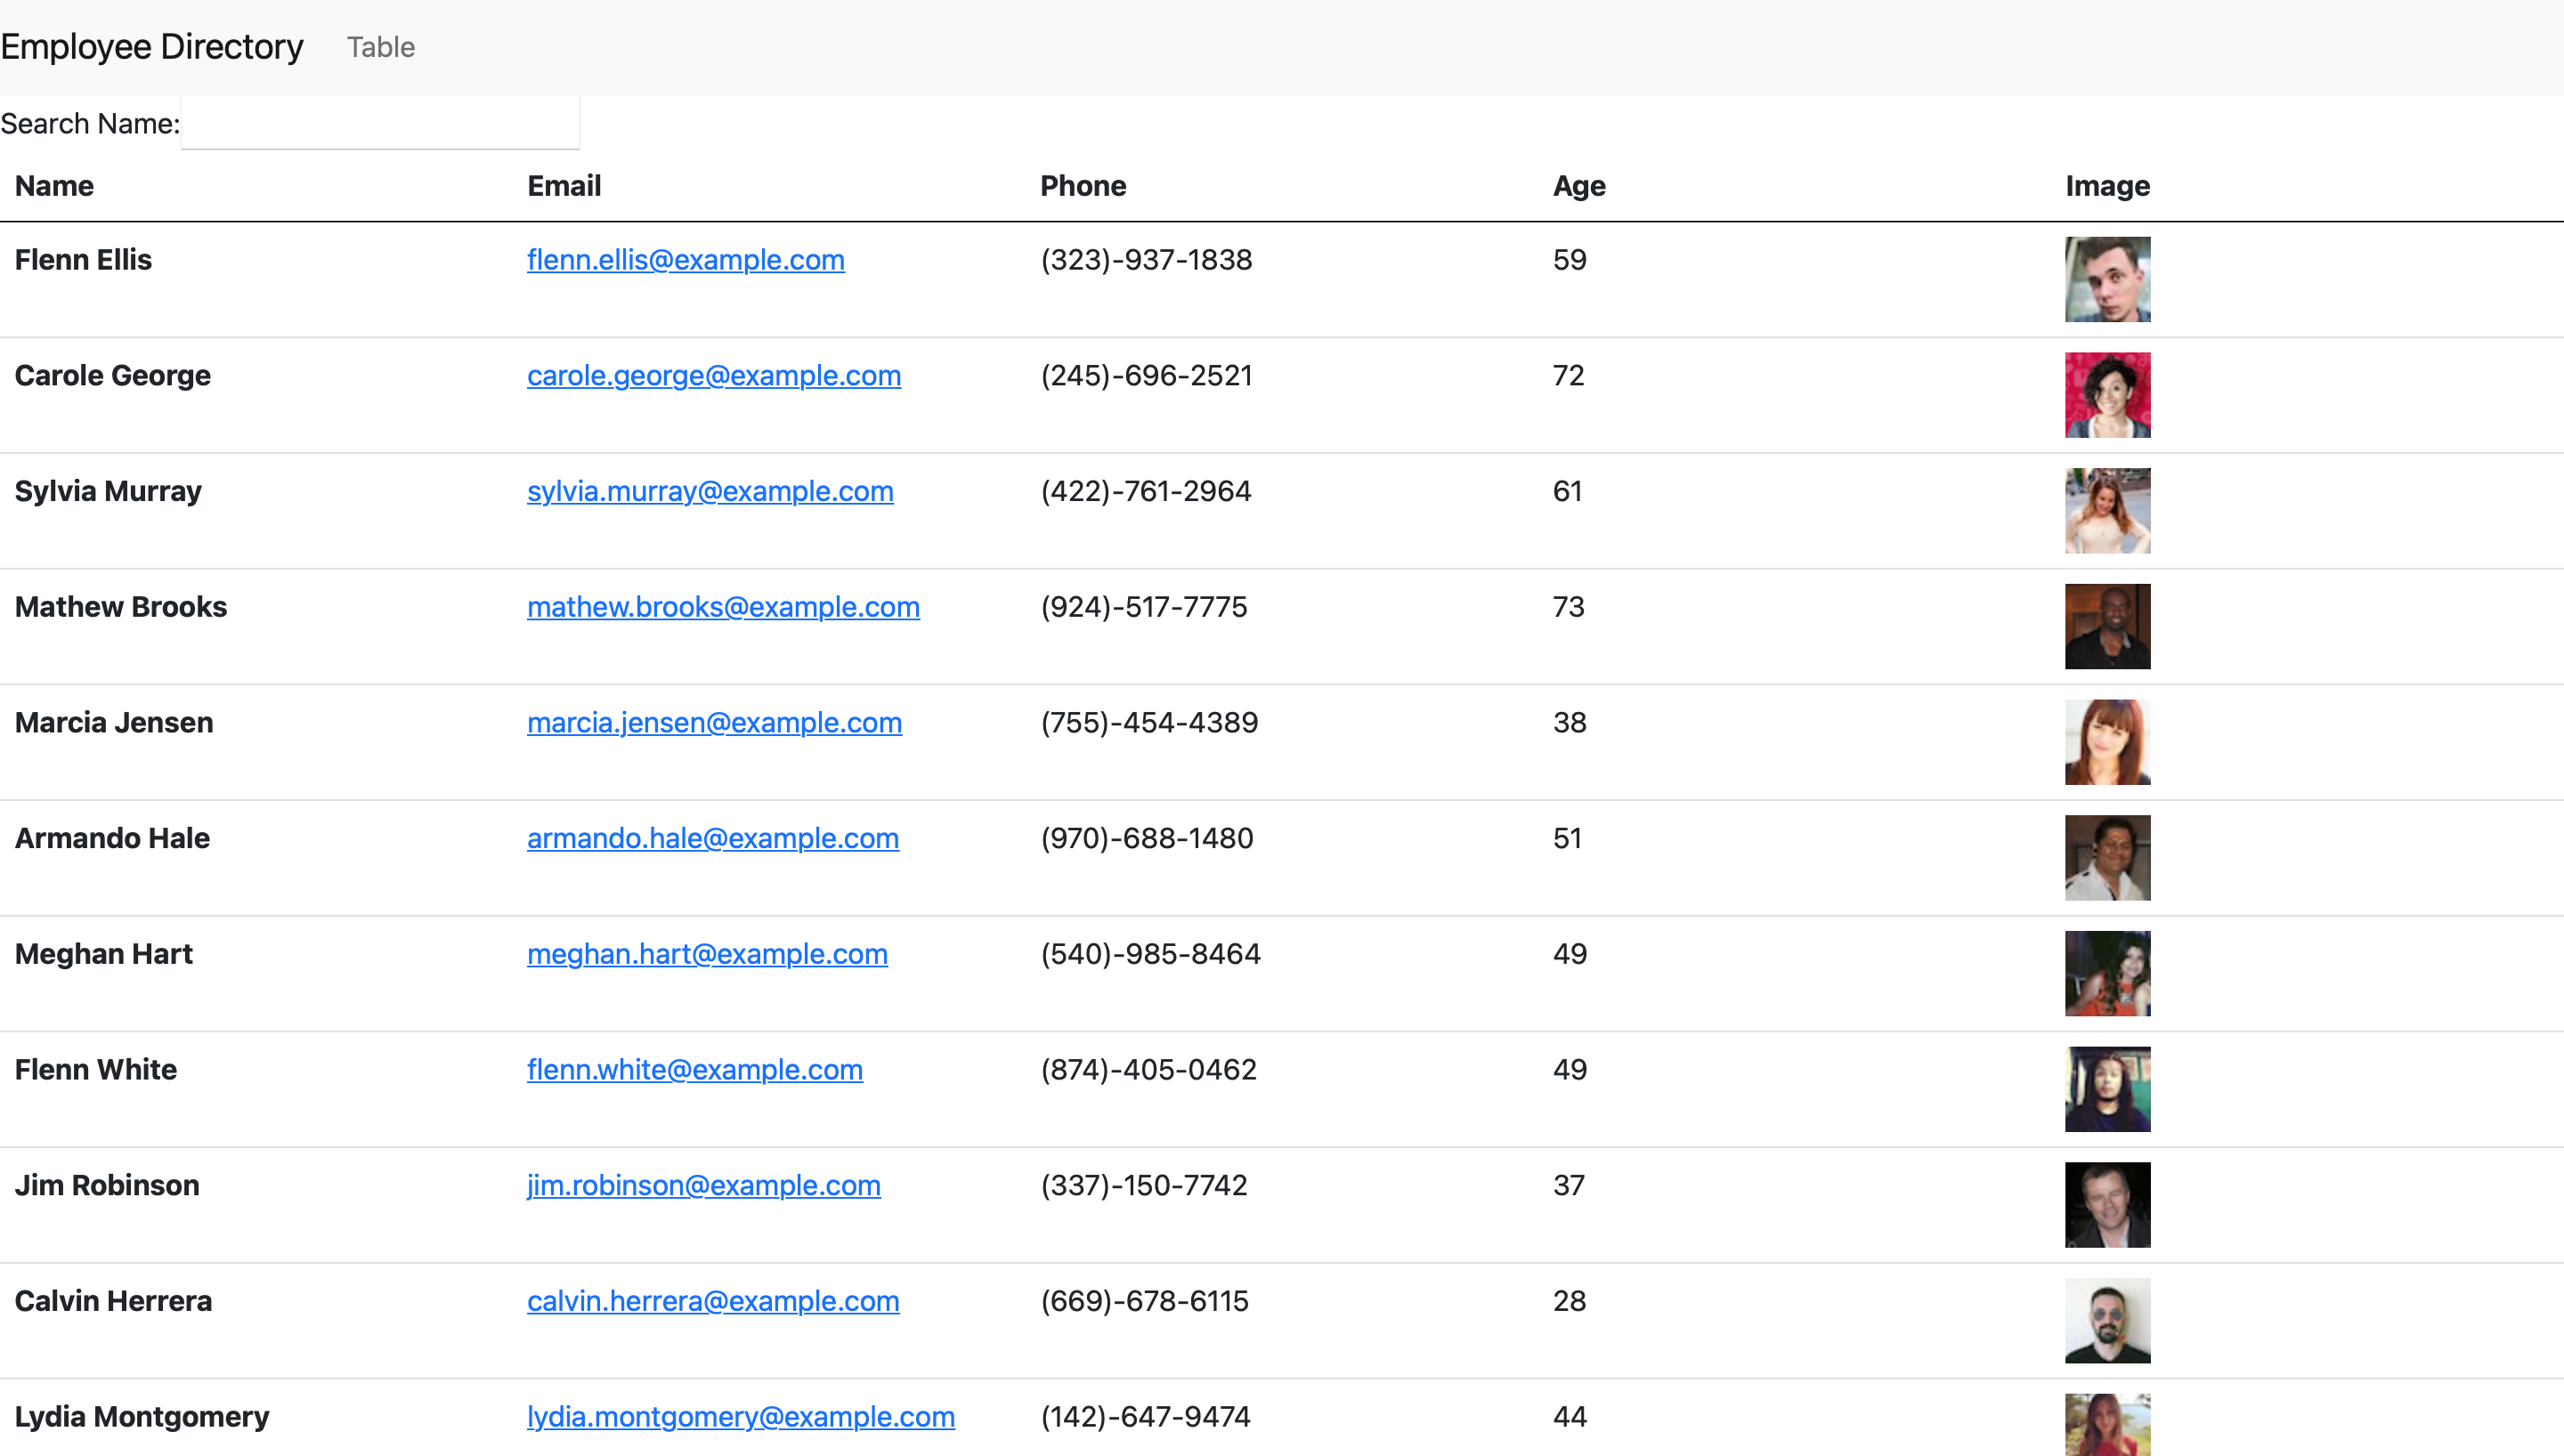 Employee Directory Table
Search Name:
Name Email Phone Age Image
Flenn Ellis flenn.ellis@example.com (323)-937-1838 59
Carole George carole.george@example.com (245)-696-2521 72
Sylvia Murray sylvia.murray@example.com (422)-761-2964 61
Mathew Brooks mathew.brooks@example.com (924)-517-7775 73
Marcia Jensen marcia.jensen@example.com (755)-454-4389 38
Armando Hale armando.hale@example.com (970)-688-1480 51
Meghan Hart meghan.hart@example.com (540)-985-8464 49
Flenn White flenn.white@example.com (874)-405-0462 49
Jim Robinson jim.robinson@example.com (337)-150-7742 37
Calvin Herrera calvin.herrera@example.com (669)-678-6115 28
Lydia Montgomery lydia.montgomery@example.com (142)-647-9474 44